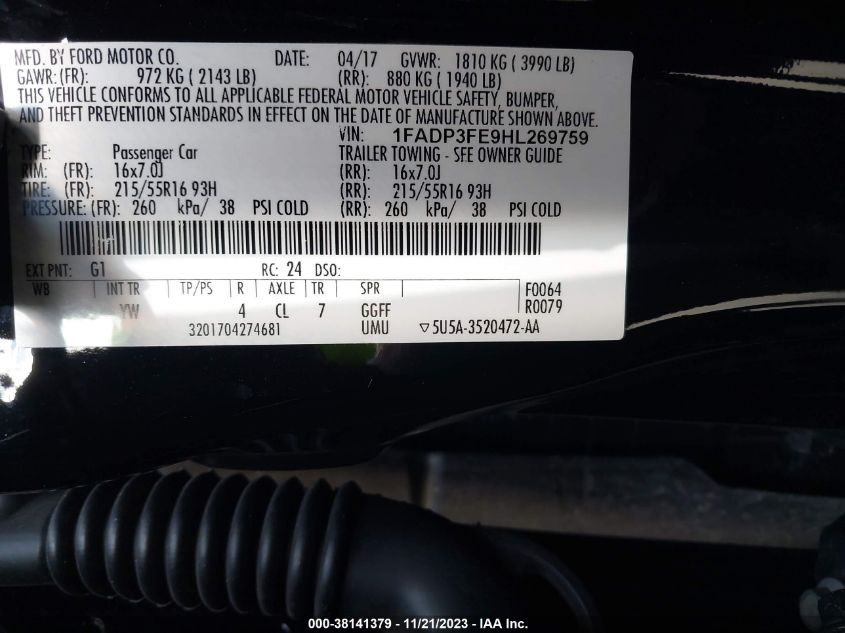 MFD. BY FORD MOTOR CO. DATE: 04/17 GVWR: 1810 KG ( 3990 LB)
GAWR:(FR): 972 KG ( 2143 LB) (RR): 880 KG ( 1940 LB)
THIS VEHICLE CONFORMS TO ALL APPLICABLE FEDERAL MOTOR VEHICLE SAFETY, BUMPER,
AND THEFT PREVENTION STANDARDS IN EFFECT ON THE DATE OF MANUFACTURE SHOWN ABOVE.
VIN: 1FADP3FE9HL269759
TYPE: Passenger Car TRAILER TOWING - SEE OWNER GUIDE
RIM: (FR): 16x7.0J (RR): 16x7.0J
TIRE: (FR): 215/55R16 93H (RR): 215/55R16 93H
PRESSURE: (FR): 260 kPa/ 38 PSI COLD (RR): 260 kPa/ 38 PSI COLD
EXT PNT: G1 RC: 24 DSO:
WB INT TR TP/PS R AXLE TR SPR F0064
YW 4 CL 7 GGFF R0079
3201704274681 UMU ▽5U5A-3520472-AA
000-38141379 - 11/21/2023 - IAA Inc.